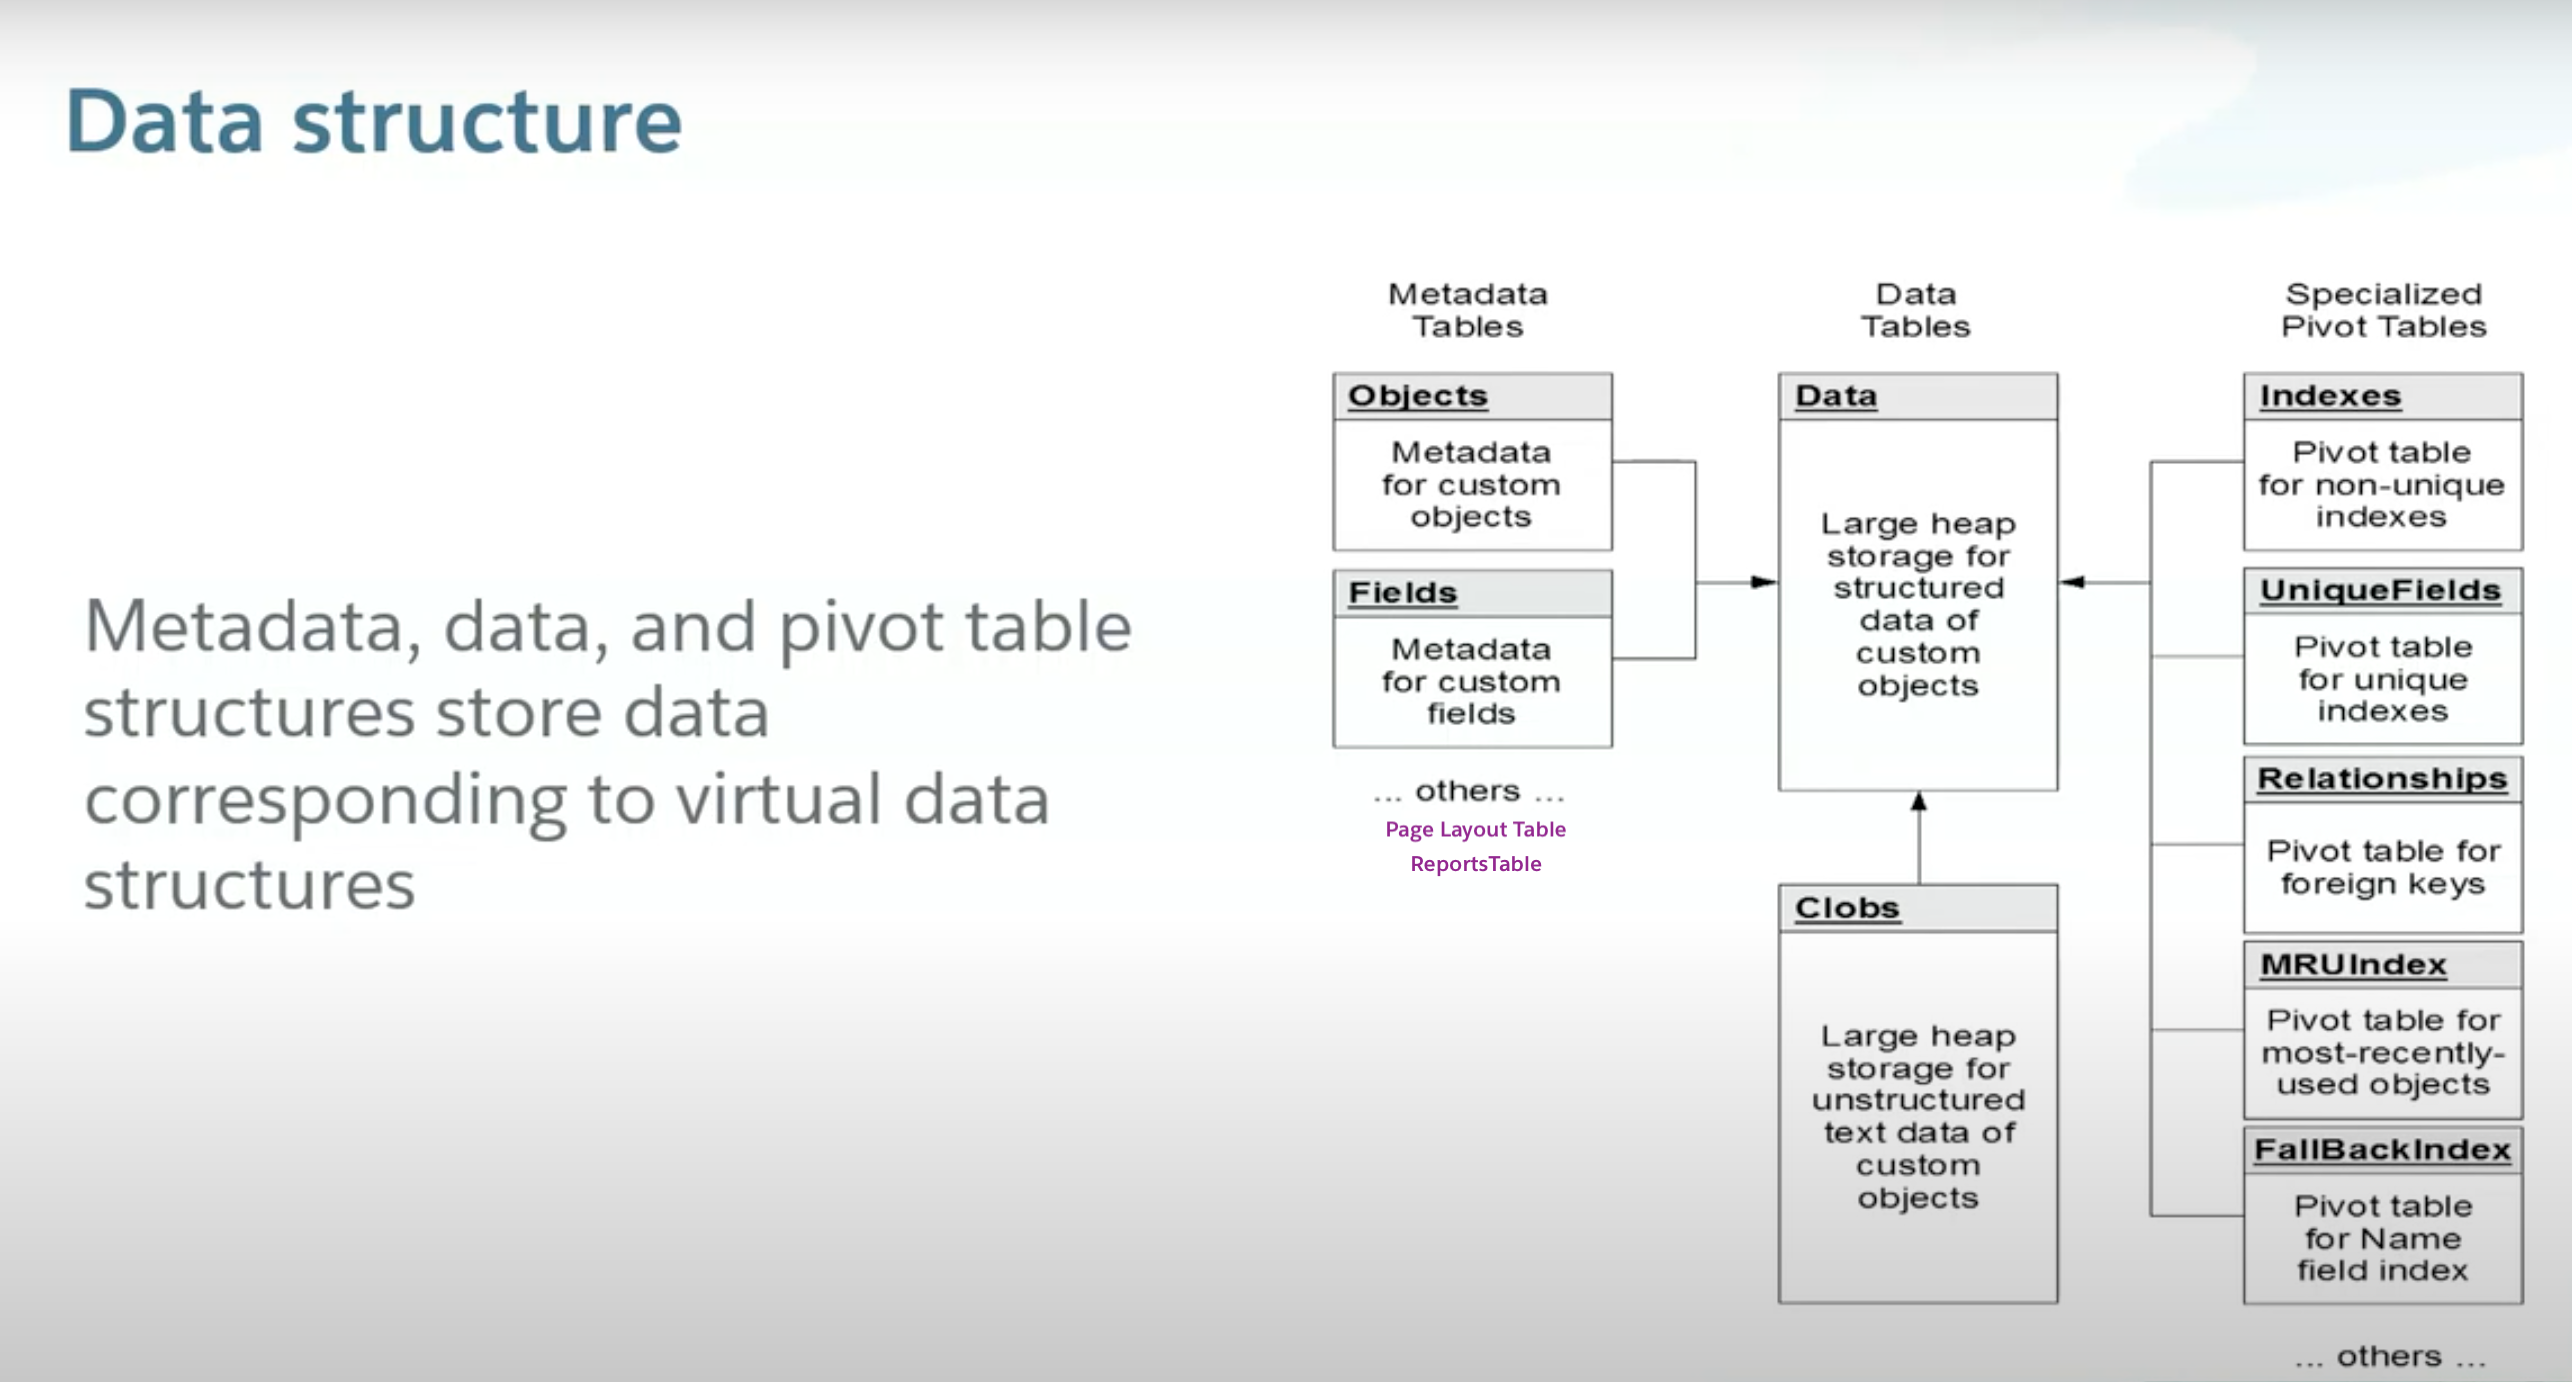 Data structure
Metadata, data, and pivot table
structures store data
corresponding to virtual data
structures
Metadata
Tables
Objects
Metadata
for custom
objects
Fields
Metadata
for custom
fields
... others ...
Page Layout Table
ReportsTable
Data
Tables
Data
Large heap
storage for
structured
data of
custom
objects
Clobs
Large heap
storage for
unstructured
text data of
custom
objects
Specialized
Pivot Tables
Indexes
Pivot table
for non-unique
indexes
UniqueFields
Pivot table
for unique
indexes
Relationships
Pivot table for
foreign keys
MRUIndex
Pivot table for
most-recently-
used objects
FallBackIndex
Pivot table
for Name
field index
... others ...